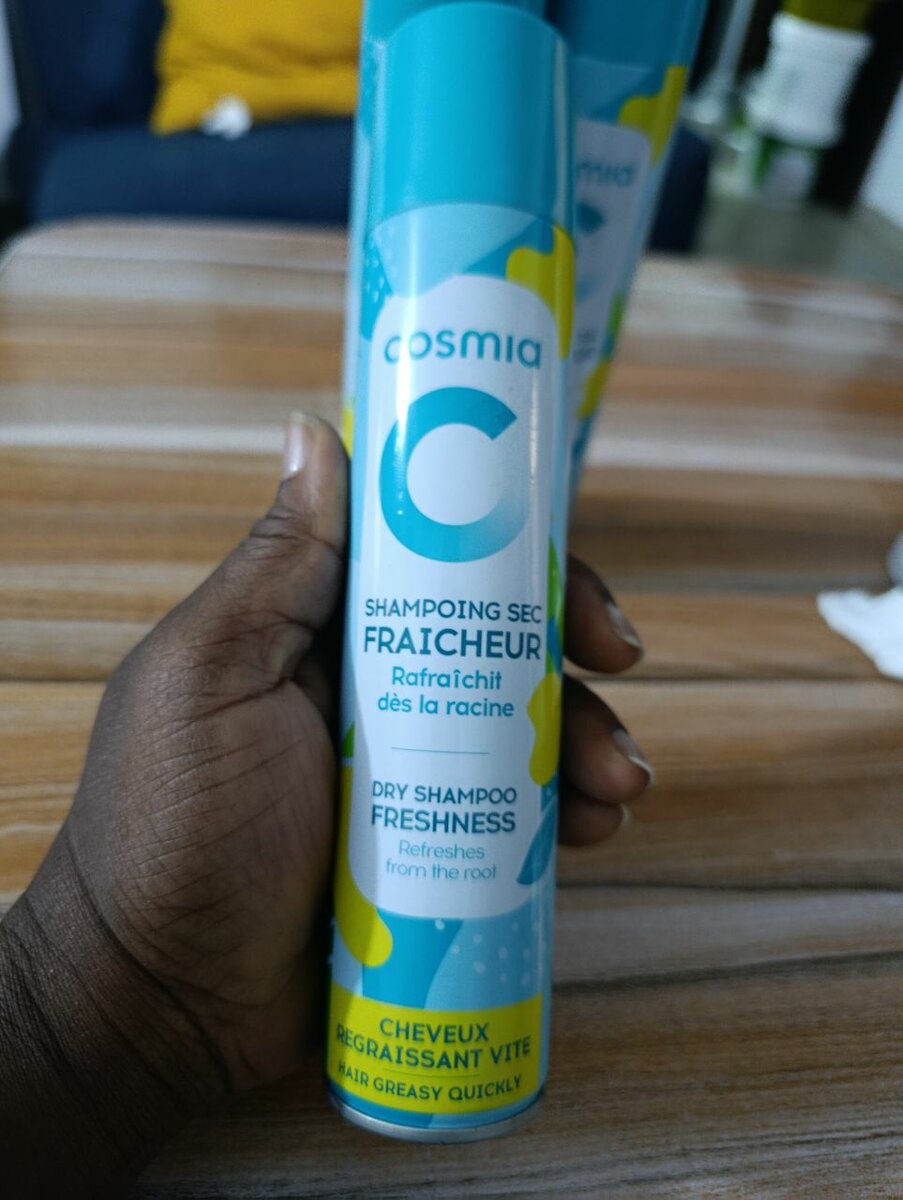 cosmia
C
SHAMPOING SEC
FRAICHEUR
Rafraîchit
dès la racine
DRY SHAMPOO
FRESHNESS
Refreshes
from the root
CHEVEUX
REGRAISSANT VITE
HAIR GREASY QUICKLY
mia